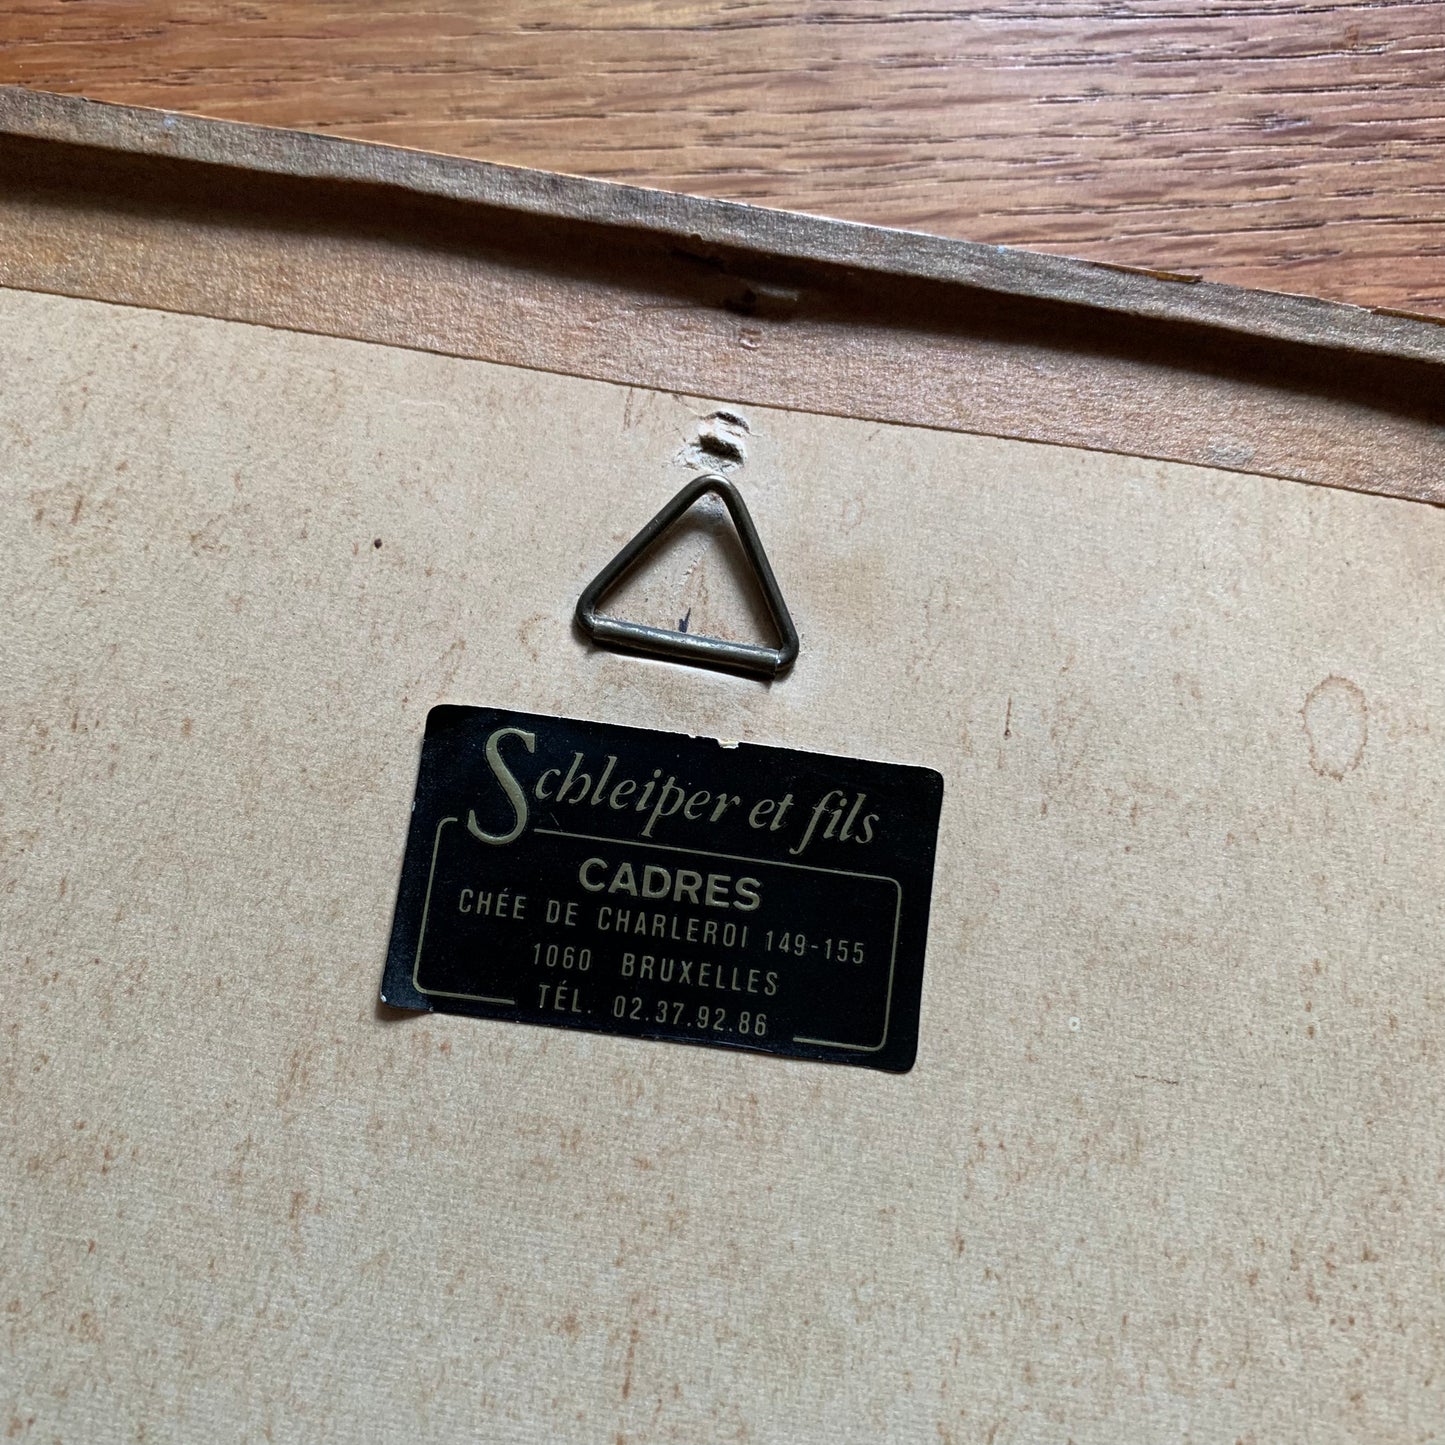 Schleiper et fils
CADRES
CHÉE DE CHARLEROI 149-155
1060 BRUXELLES
TÉL. 02.37.92.86